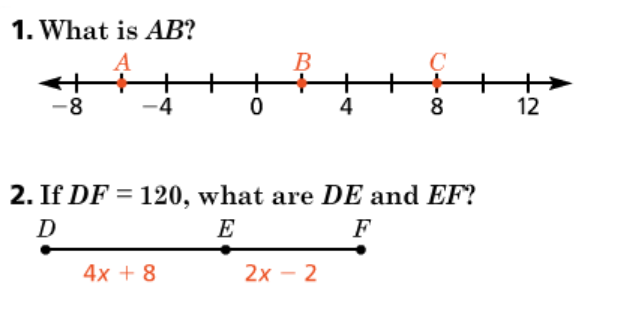 1. What is AB?
A B C
−8 −4 0 4 8 12
2. If DF = 120, what are DE and EF?
D E F
4x + 8 2x − 2